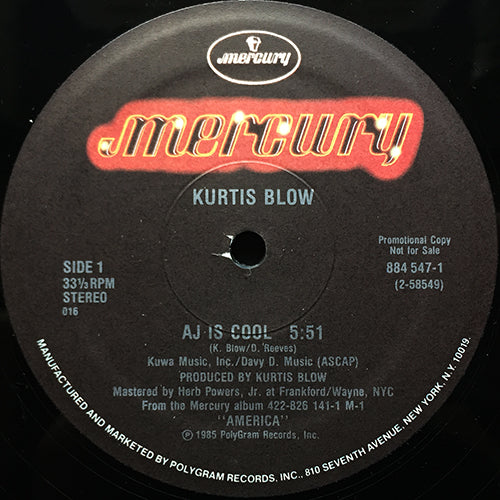 mercury
mercury
KURTIS BLOW
SIDE 1
33⅓ RPM
STEREO
016
Promotional Copy
Not for Sale
884 547-1
(2-58549)
AJ IS COOL 5:51
(K. Blow/D. Reeves)
Kuwa Music, Inc./Davy D. Music (ASCAP)
PRODUCED BY KURTIS BLOW
Mastered by Herb Powers, Jr. at Frankford/Wayne, NYC
From the Mercury album 422-826 141-1 M-1
"AMERICA"
℗ 1985 PolyGram Records, Inc.
MANUFACTURED AND MARKETED BY POLYGRAM RECORDS, INC., 810 SEVENTH AVENUE, NEW YORK, N.Y. 10019.